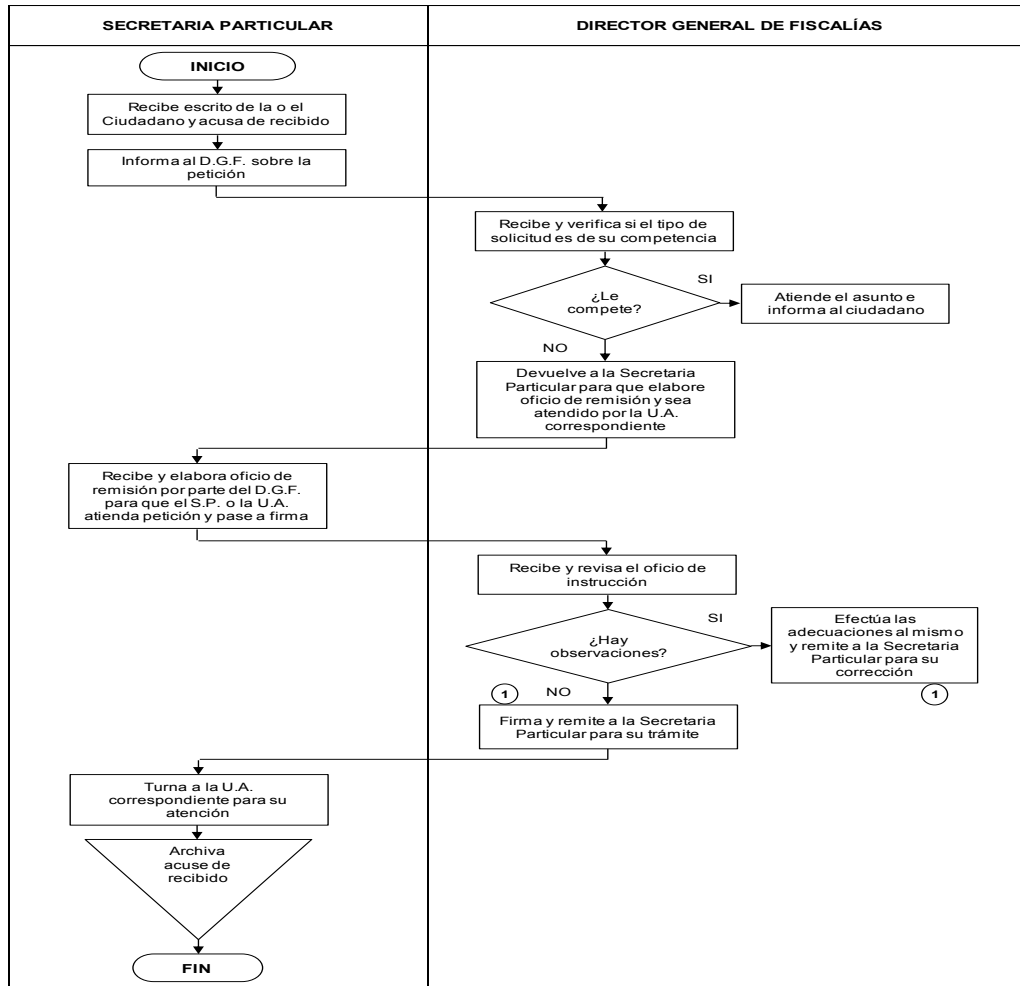 SECRETARIA PARTICULAR
DIRECTOR GENERAL DE FISCALÍAS
INICIO
Recibe escrito de la o el
Ciudadano y acusa de recibido
Informa al D.G.F. sobre la
petición
Recibe y verifica si el tipo de
solicitud es de su competencia
¿Le
compete?
SI
Atiende el asunto e
informa al ciudadano
NO
Devuelve a la Secretaria
Particular para que elabore
oficio de remisión y sea
atendido por la U.A.
correspondiente
Recibe y elabora oficio de
remisión por parte del D.G.F.
para que el S.P. o la U.A.
atienda petición y pase a firma
Recibe y revisa el oficio de
instrucción
¿Hay
observaciones?
SI
Efectúa las
adecuaciones al mismo
y remite a la Secretaria
Particular para su
corrección
1
1
NO
Firma y remite a la Secretaria
Particular para su trámite
Turna a la U.A.
correspondiente para su
atención
Archiva
acuse de
recibido
FIN